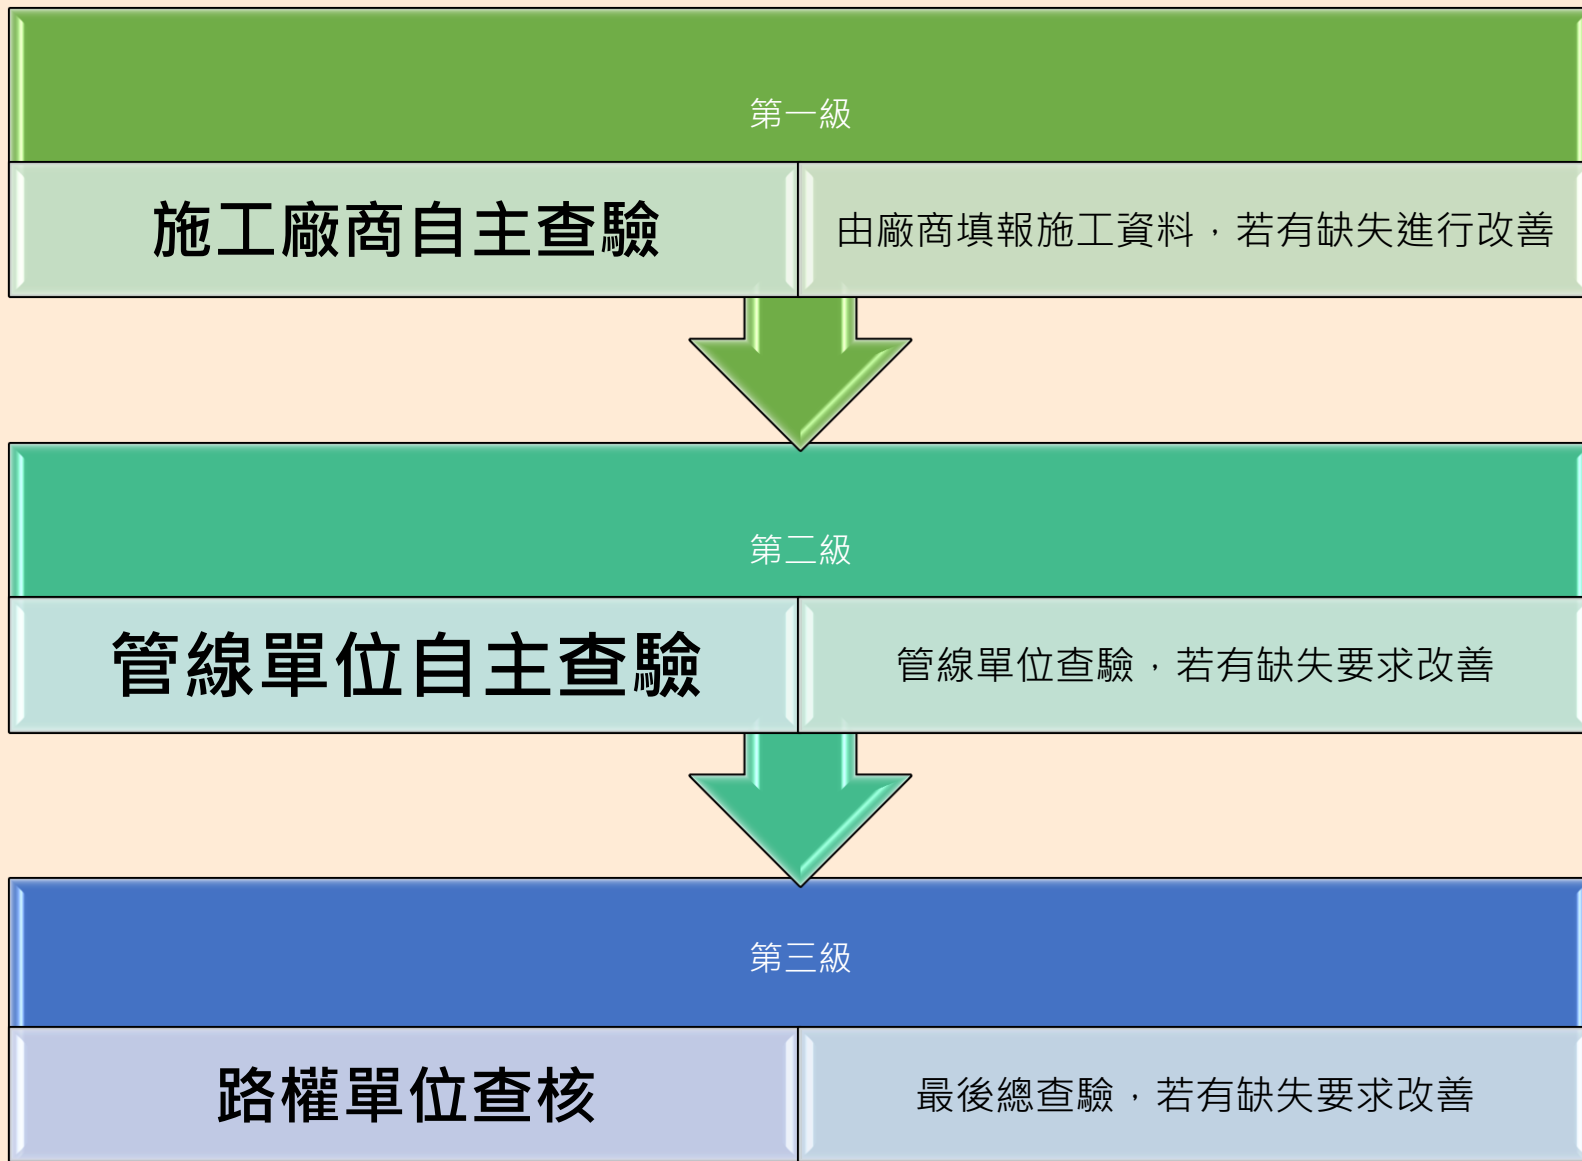 第一級
施工廠商自主查驗
由廠商填報施工資料，若有缺失進行改善
第二級
管線單位自主查驗
管線單位查驗，若有缺失要求改善
第三級
路權單位查核
最後總查驗，若有缺失要求改善